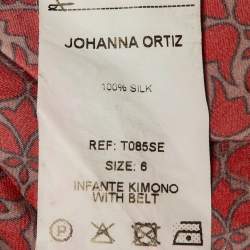 JOHANNA ORTIZ
100% SILK
REF: T085SE
SIZE: 6
INFANTE KIMONO
WITH BELT
P